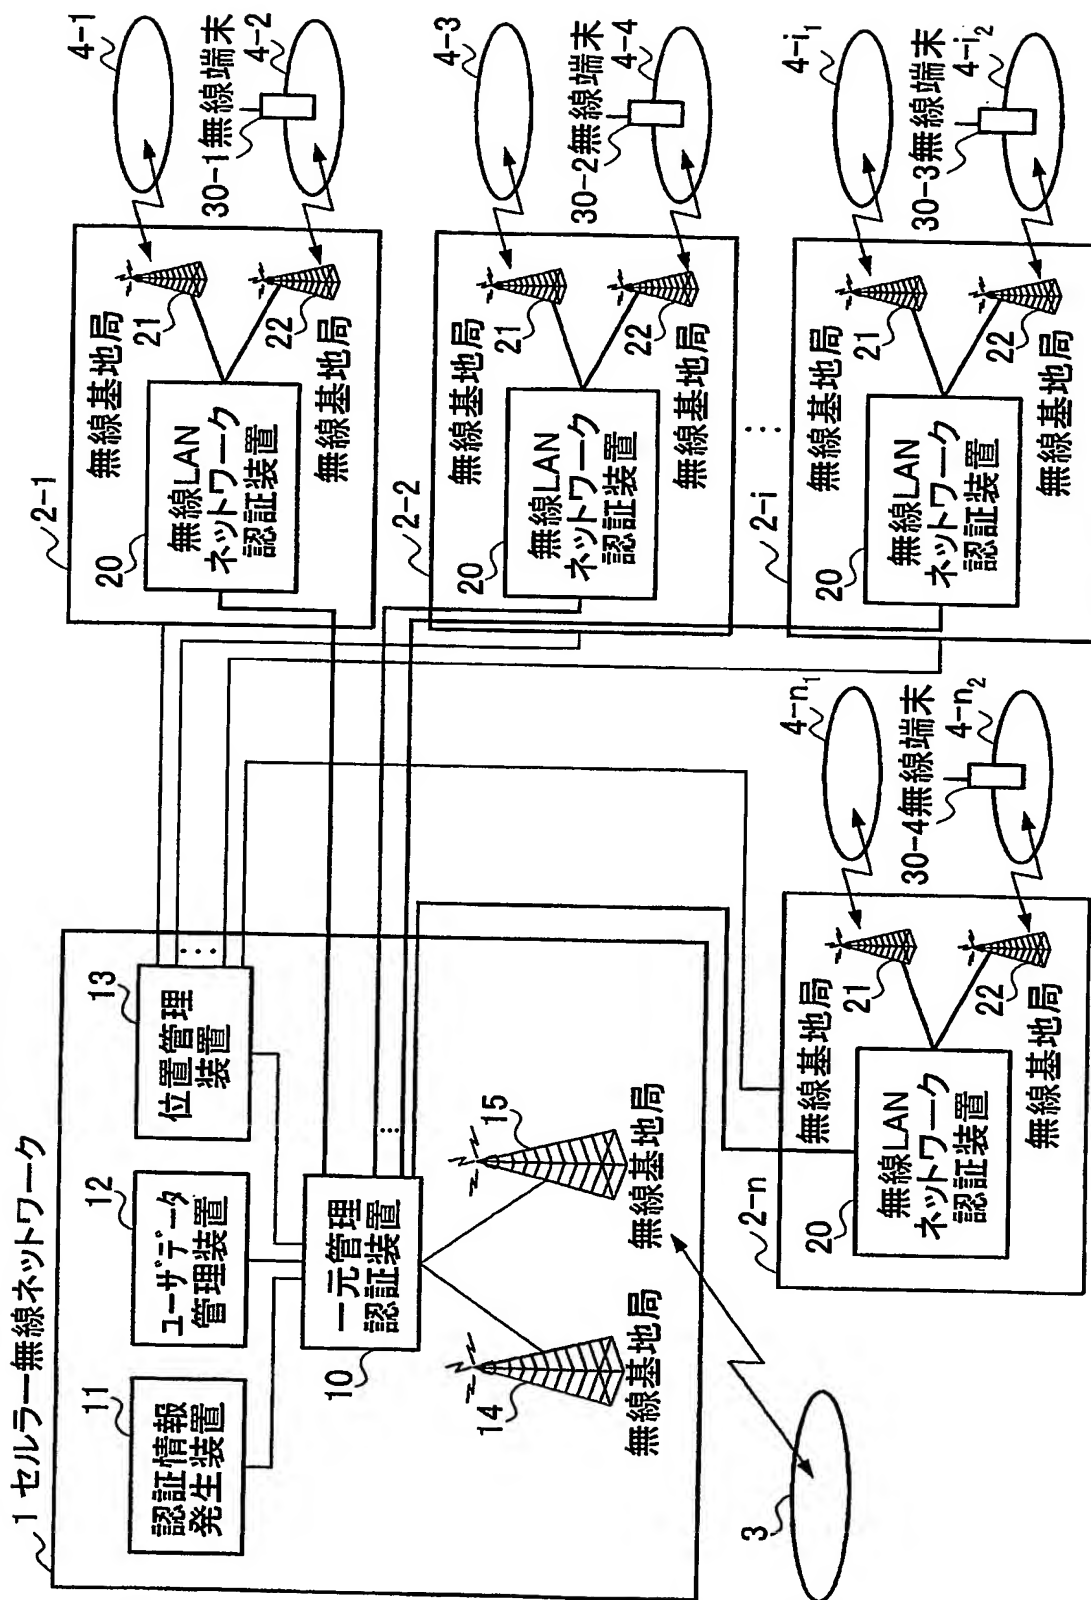 1 セルラー無線ネットワーク
11
認証情報
発生装置
12
ユーザデータ
管理装置
13
位置管理
装置
10
一元管理
認証装置
14
無線基地局
15
無線基地局
3
2-1
20
無線LAN
ネットワーク
認証装置
無線基地局
21
22
無線基地局
4-1
30-1無線端末
4-2
2-2
20
無線LAN
ネットワーク
認証装置
無線基地局
21
22
無線基地局
4-3
30-2無線端末
4-4
2-i
20
無線LAN
ネットワーク
認証装置
無線基地局
21
22
無線基地局
4-i₁
30-3無線端末
4-i₂
2-n
20
無線LAN
ネットワーク
認証装置
無線基地局
21
22
無線基地局
4-n₁
30-4無線端末
4-n₂